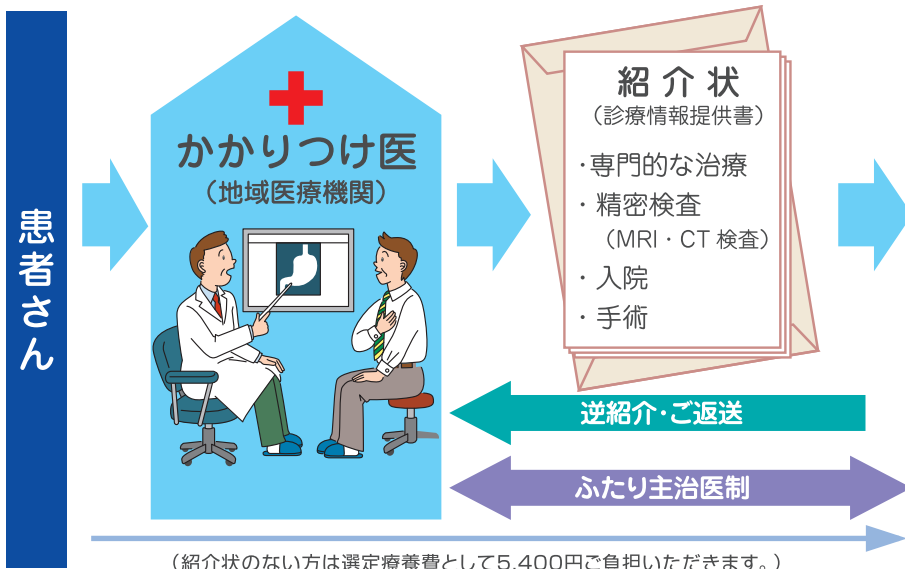 患者さん
かかりつけ医
（地域医療機関）
紹介状
（診療情報提供書）
・専門的な治療
・精密検査
（MRI・CT 検査）
・入院
・手術
逆紹介・ご返送
ふたり主治医制
（紹介状のない方は選定療養費として5,400円ご負担いただきます。）